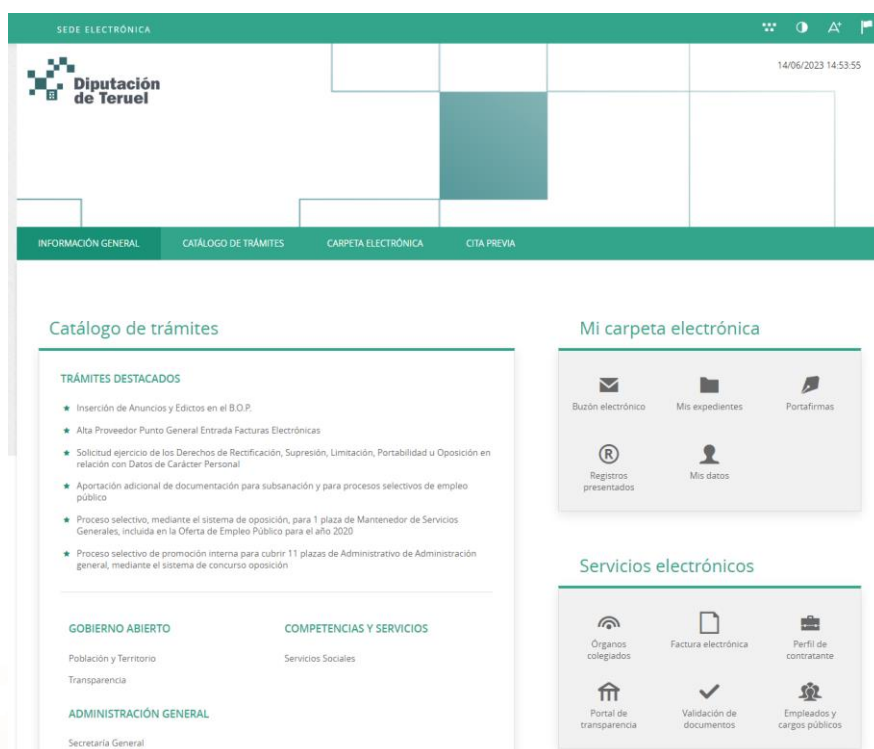 SEDE ELECTRÓNICA
A+
Diputación
de Teruel
14/06/2023 14:53:55
INFORMACIÓN GENERAL
CATÁLOGO DE TRÁMITES
CARPETA ELECTRÓNICA
CITA PREVIA
Catálogo de trámites
TRÁMITES DESTACADOS
Inserción de Anuncios y Edictos en el B.O.P.
Alta Proveedor Punto General Entrada Facturas Electrónicas
Solicitud ejercicio de los Derechos de Rectificación, Supresión, Limitación, Portabilidad u Oposición en
relación con Datos de Carácter Personal
Aportación adicional de documentación para subsanación y para procesos selectivos de empleo
público
Proceso selectivo, mediante el sistema de oposición, para 1 plaza de Mantenedor de Servicios
Generales, incluida en la Oferta de Empleo Público para el año 2020
Proceso selectivo de promoción interna para cubrir 11 plazas de Administrativo de Administración
general, mediante el sistema de concurso oposición
GOBIERNO ABIERTO
Población y Territorio
Transparencia
COMPETENCIAS Y SERVICIOS
Servicios Sociales
ADMINISTRACIÓN GENERAL
Secretaría General
Mi carpeta electrónica
Buzón electrónico
Mis expedientes
Portafirmas
R
Registros
presentados
Mis datos
Servicios electrónicos
Órganos
colegiados
Factura electrónica
Perfil de
contratante
Portal de
transparencia
Validación de
documentos
Empleados y
cargos públicos